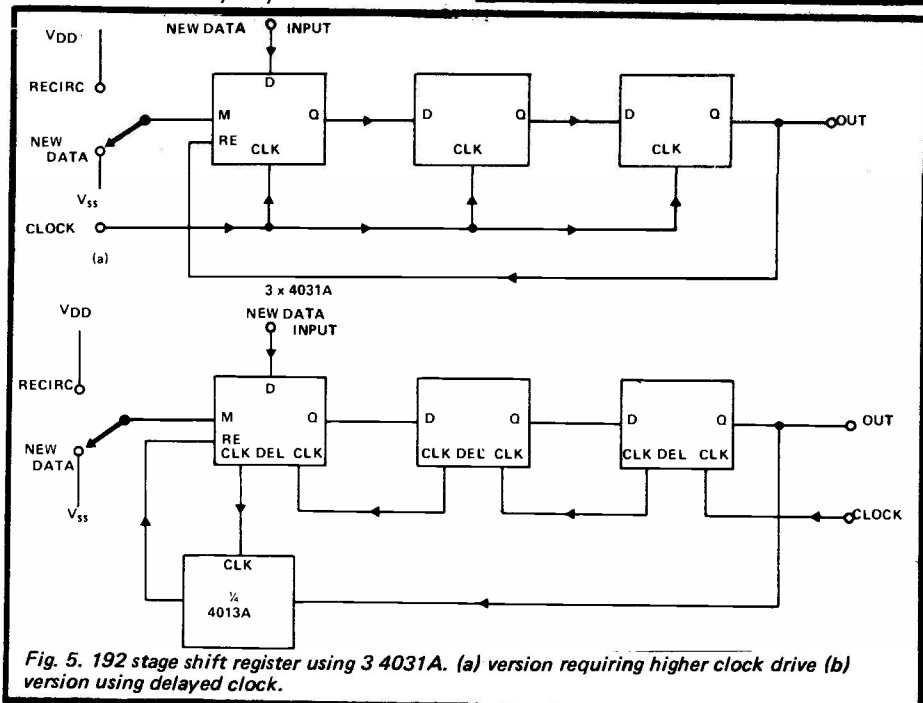 NEW DATA INPUT
VDD
RECIRC
D
M Q D Q D Q OUT
NEW DATA
RE
CLK CLK CLK
Vss
CLOCK
(a)
3 x 4031A
NEW DATA INPUT
VDD
RECIRC
D
M Q D Q D Q OUT
NEW DATA
RE
CLK DEL CLK CLK DEL CLK CLK DEL CLK
Vss
CLOCK
CLK
¼
4013A
Fig. 5. 192 stage shift register using 3 4031A. (a) version requiring higher clock drive (b)
version using delayed clock.